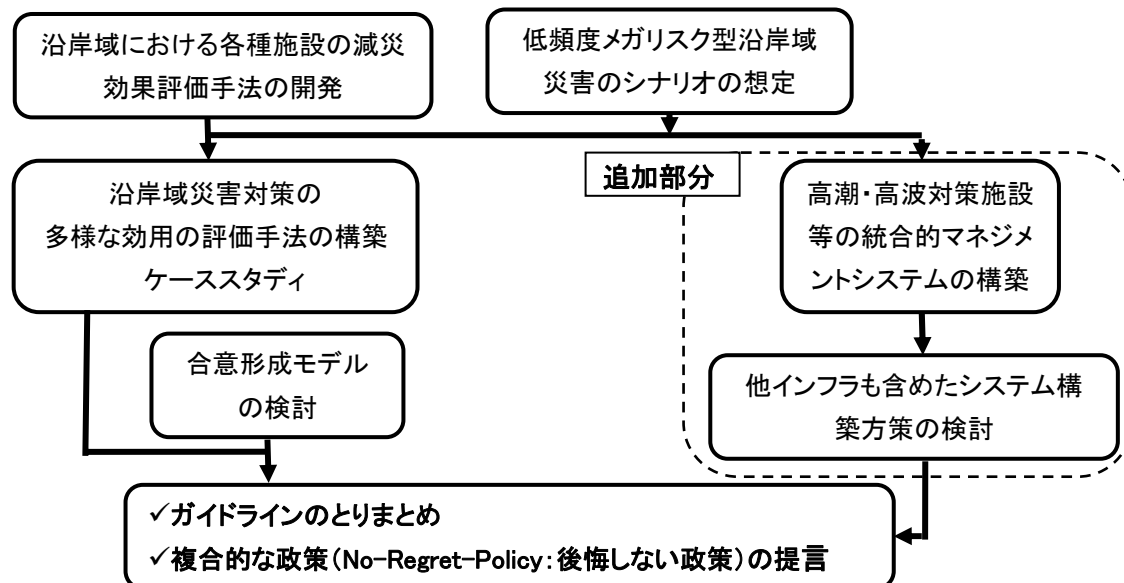 沿岸域における各種施設の減災
効果評価手法の開発
低頻度メガリスク型沿岸域
災害のシナリオの想定
追加部分
沿岸域災害対策の
多様な効用の評価手法の構築
ケーススタディ
高潮・高波対策施設
等の統合的マネジメ
ントシステムの構築
合意形成モデル
の検討
他インフラも含めたシステム構
築方策の検討
✓ガイドラインのとりまとめ
✓複合的な政策(No-Regret-Policy:後悔しない政策)の提言